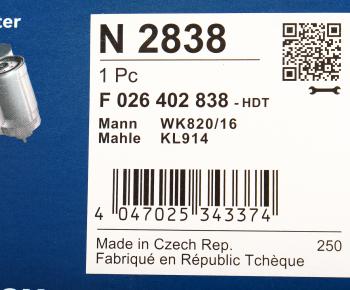 ter
N 2838
1 Pc
F 026 402 838 - HDT
Mann WK820/16
Mahle KL914
4 047025 343374
Made in Czech Rep. 250
Fabriqué en République Tchèque